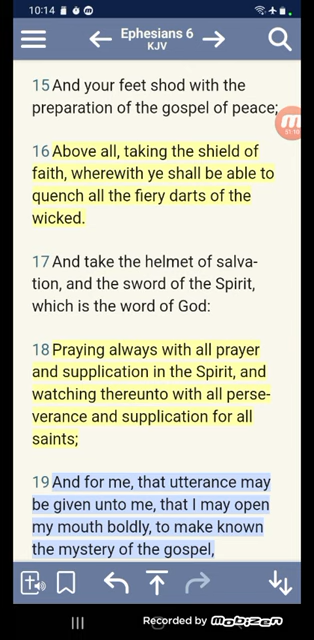 10:14
Ephesians 6
KJV
15 And your feet shod with the
preparation of the gospel of peace;
16 Above all, taking the shield of
faith, wherewith ye shall be able to
quench all the fiery darts of the
wicked.
17 And take the helmet of salva-
tion, and the sword of the Spirit,
which is the word of God:
18 Praying always with all prayer
and supplication in the Spirit, and
watching thereunto with all perse-
verance and supplication for all
saints;
19 And for me, that utterance may
be given unto me, that I may open
my mouth boldly, to make known
the mystery of the gospel,
Recorded by mobizen